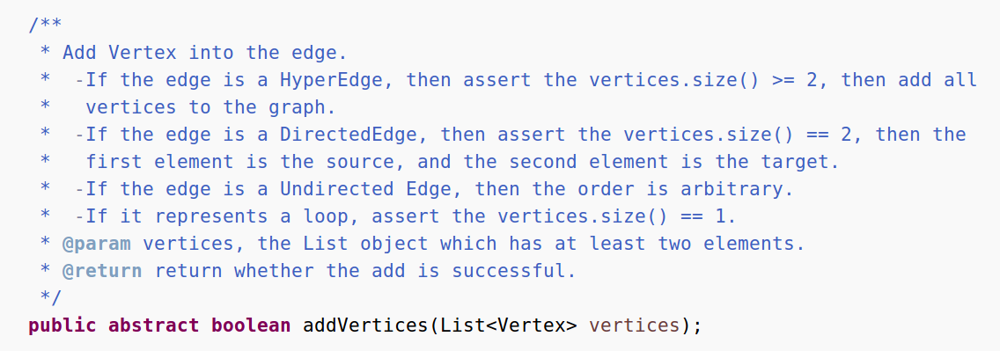 /**
 * Add Vertex into the edge.
 *  -If the edge is a HyperEdge, then assert the vertices.size() >= 2, then add all
 *   vertices to the graph.
 *  -If the edge is a DirectedEdge, then assert the vertices.size() == 2, then the
 *   first element is the source, and the second element is the target.
 *  -If the edge is a Undirected Edge, then the order is arbitrary.
 *  -If it represents a loop, assert the vertices.size() == 1.
 * @param vertices, the List object which has at least two elements.
 * @return return whether the add is successful.
 */
public abstract boolean addVertices(List<Vertex> vertices);